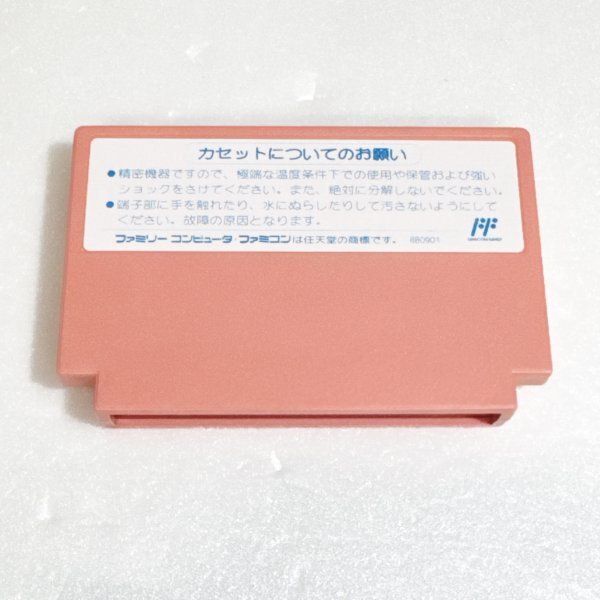 カセットについてのお願い
●精密機器ですので、極端な温度条件下での使用や保管および強い
ショックをさけてください。また、絶対に分解しないでください。
●端子部に手を触れたり、水にぬらしたりして汚さないようにして
ください。故障の原因となります。
ファミリーコンピュータ・ファミコンは任天堂の商標です。 880901